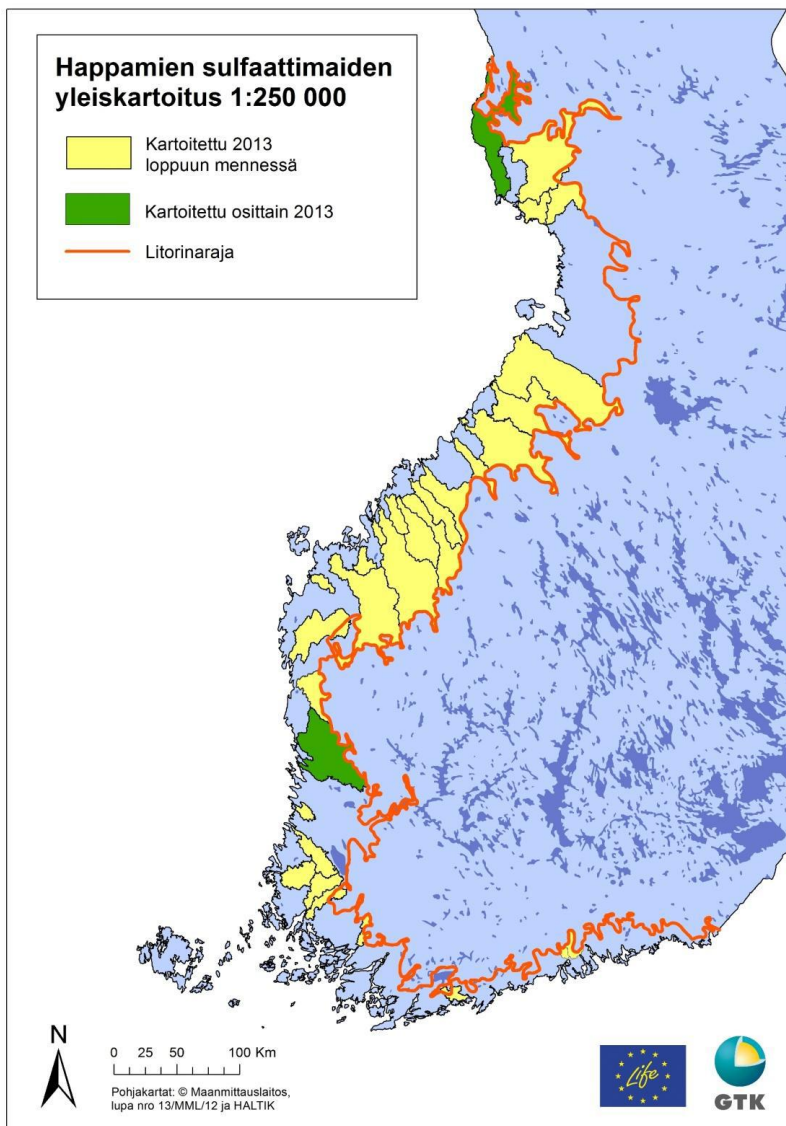 Happamien sulfaattimaiden
yleiskartoitus 1:250 000
Kartoitettu 2013
loppuun mennessä
Kartoitettu osittain 2013
Litorinaraja
N
0 25 50 100 Km
Pohjakartat: © Maanmittauslaitos,
lupa nro 13/MML/12 ja HALTIK
Life
GTK